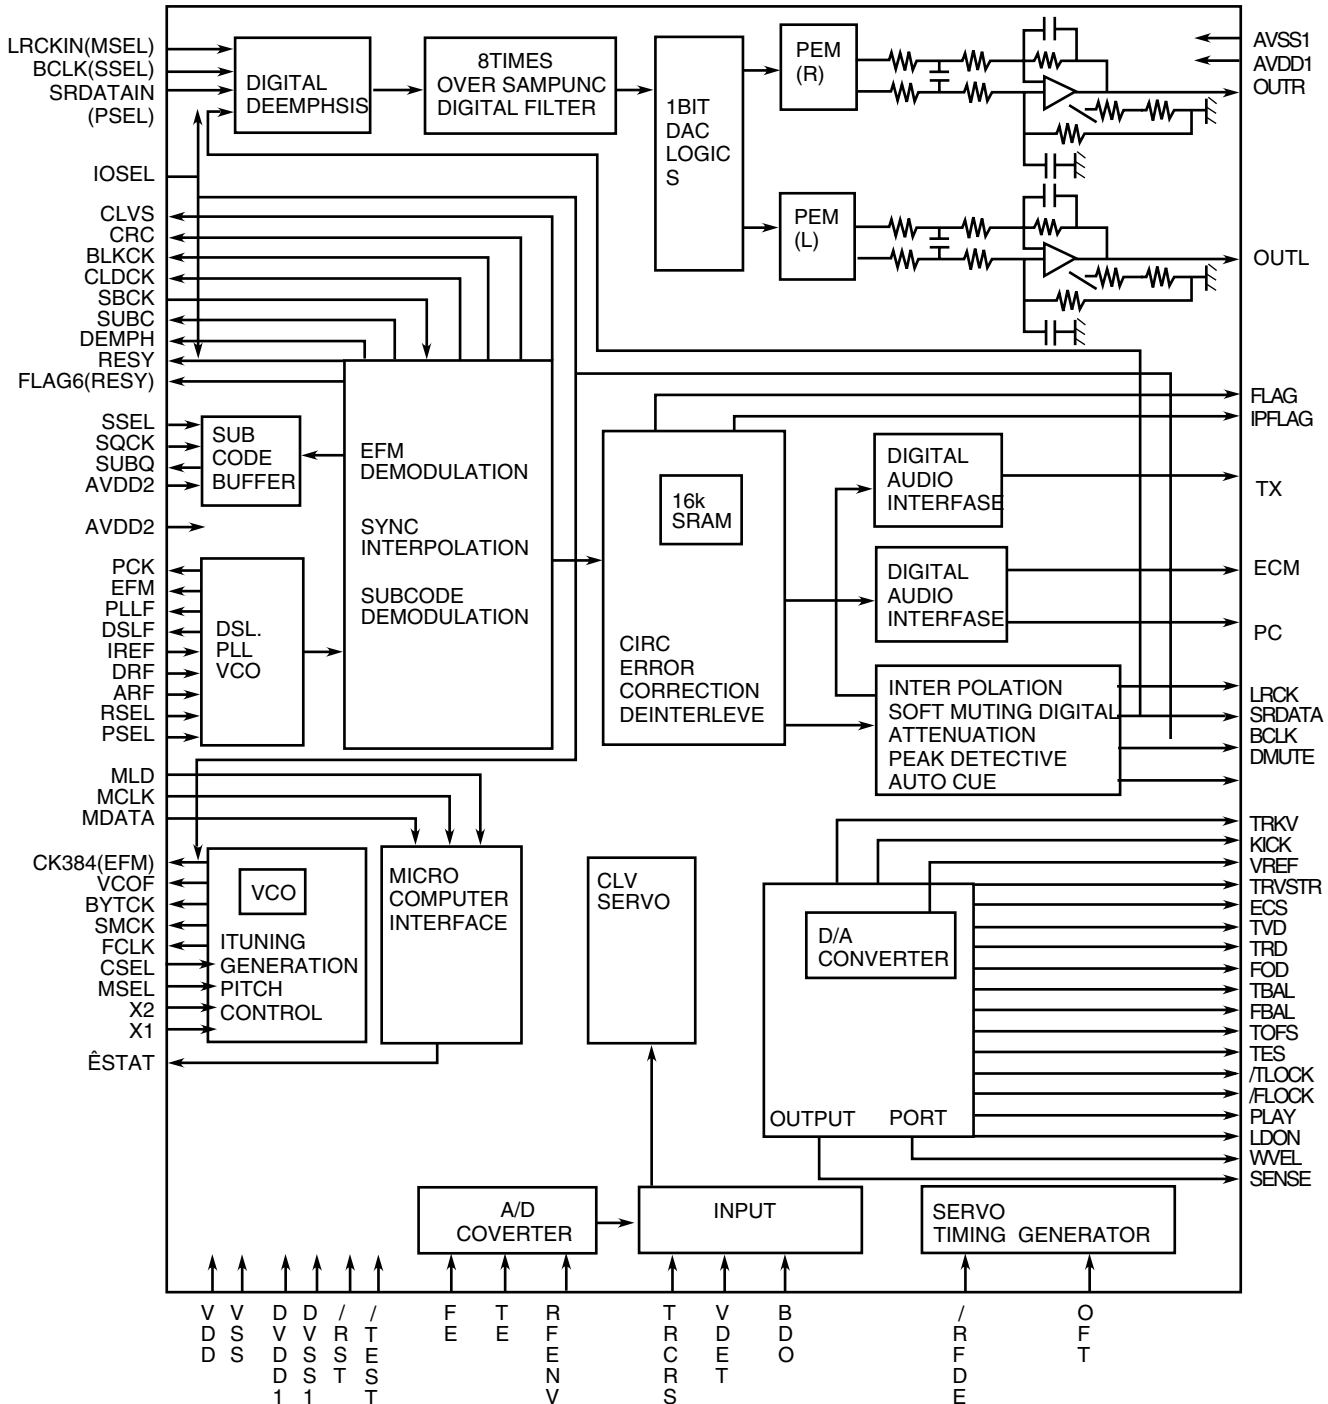 LRCKIN(MSEL)
BCLK(SSEL)
SRDATAIN
(PSEL)
IOSEL
CLVS
CRC
BLKCK
CLDCK
SBCK
SUBC
DEMPH
RESY
FLAG6(RESY)
SSEL
SQCK
SUBQ
AVDD2
AVDD2
PCK
EFM
PLLF
DSLF
IREF
DRF
ARF
RSEL
PSEL
MLD
MCLK
MDATA
CK384(EFM)
VCOF
BYTCK
SMCK
FCLK
CSEL
MSEL
X2
X1
ÊSTAT
DIGITAL
DEEMPHSIS
8TIMES
OVER SAMPUNC
DIGITAL FILTER
1BIT
DAC
LOGIC
S
PEM
(R)
PEM
(L)
SUB
CODE
BUFFER
EFM
DEMODULATION
SYNC
INTERPOLATION
SUBCODE
DEMODULATION
DSL.
PLL
VCO
16k
SRAM
CIRC
ERROR
CORRECTION
DEINTERLEVE
DIGITAL
AUDIO
INTERFASE
DIGITAL
AUDIO
INTERFASE
INTER POLATION
SOFT MUTING DIGITAL
ATTENUATION
PEAK DETECTIVE
AUTO CUE
VCO
ITUNING
GENERATION
PITCH
CONTROL
MICRO
COMPUTER
INTERFACE
CLV
SERVO
D/A
CONVERTER
OUTPUT PORT
A/D
COVERTER
INPUT
SERVO
TIMING GENERATOR
AVSS1
AVDD1
OUTR
OUTL
FLAG
IPFLAG
TX
ECM
PC
LRCK
SRDATA
BCLK
DMUTE
TRKV
KICK
VREF
TRVSTR
ECS
TVD
TRD
FOD
TBAL
FBAL
TOFS
TES
/TLOCK
/FLOCK
PLAY
LDON
WVEL
SENSE
VDD
VSS
DVDD1
DVSS1
/RST
/TEST
FE
TE
RFENV
TRCRS
VDET
BDO
/RFDE
OFT